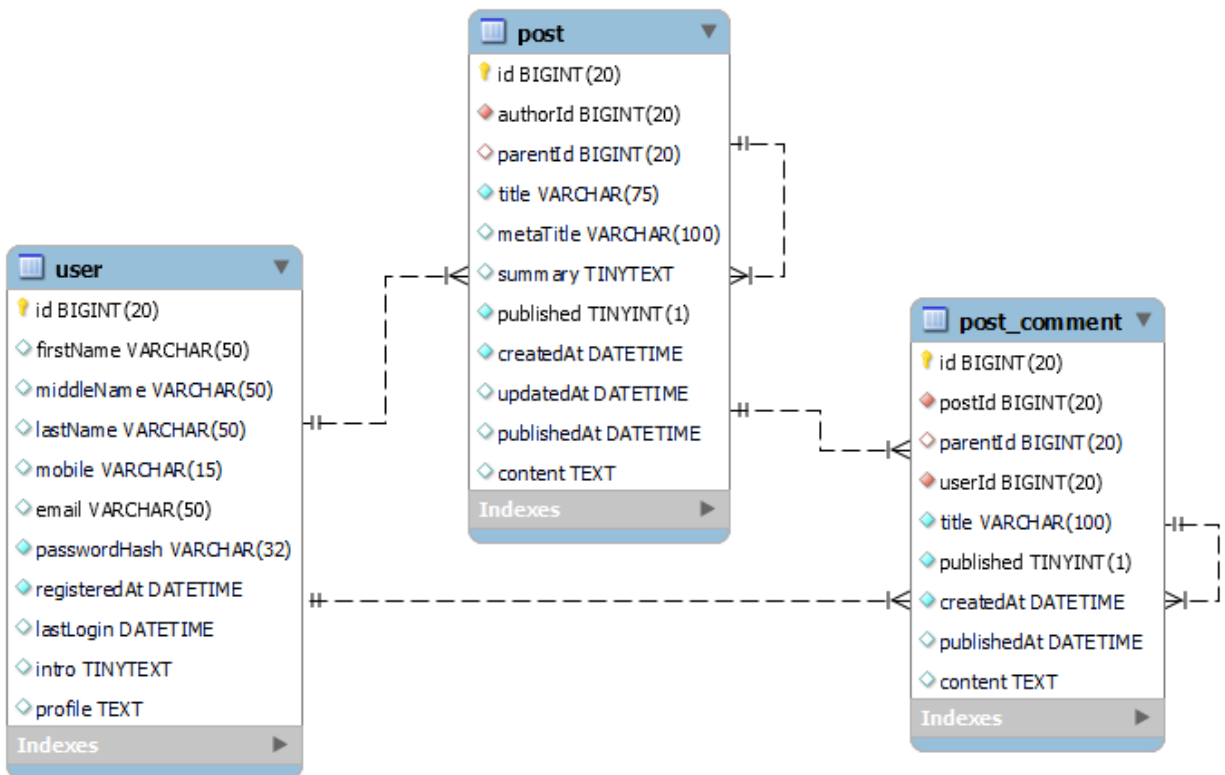 post
id BIGINT(20)
authorId BIGINT(20)
parentId BIGINT(20)
title VARCHAR(75)
metaTitle VARCHAR(100)
summary TINYTEXT
published TINYINT(1)
createdAt DATETIME
updatedAt DATETIME
publishedAt DATETIME
content TEXT
Indexes
user
id BIGINT(20)
firstName VARCHAR(50)
middleName VARCHAR(50)
lastName VARCHAR(50)
mobile VARCHAR(15)
email VARCHAR(50)
passwordHash VARCHAR(32)
registeredAt DATETIME
lastLogin DATETIME
intro TINYTEXT
profile TEXT
Indexes
post_comment
id BIGINT(20)
postId BIGINT(20)
parentId BIGINT(20)
userId BIGINT(20)
title VARCHAR(100)
published TINYINT(1)
createdAt DATETIME
publishedAt DATETIME
content TEXT
Indexes